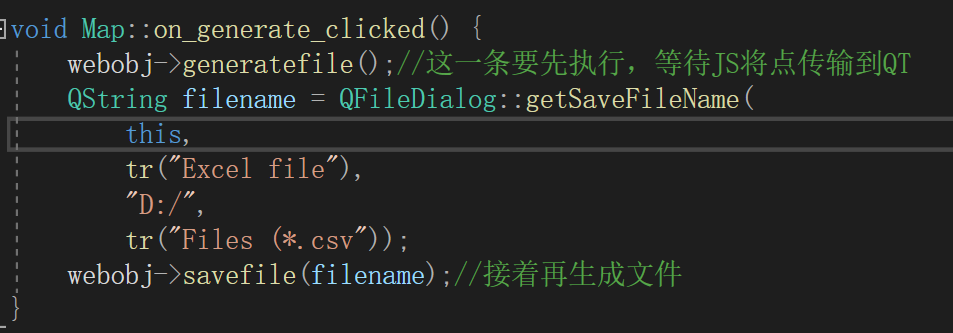 void Map::on_generate_clicked() {
webobj->generatefile();//这一条要先执行，等待JS将点传输到QT
QString filename = QFileDialog::getSaveFileName(
this,
tr("Excel file"),
"D:/",
tr("Files (*.csv"));
webobj->savefile(filename);//接着再生成文件
}